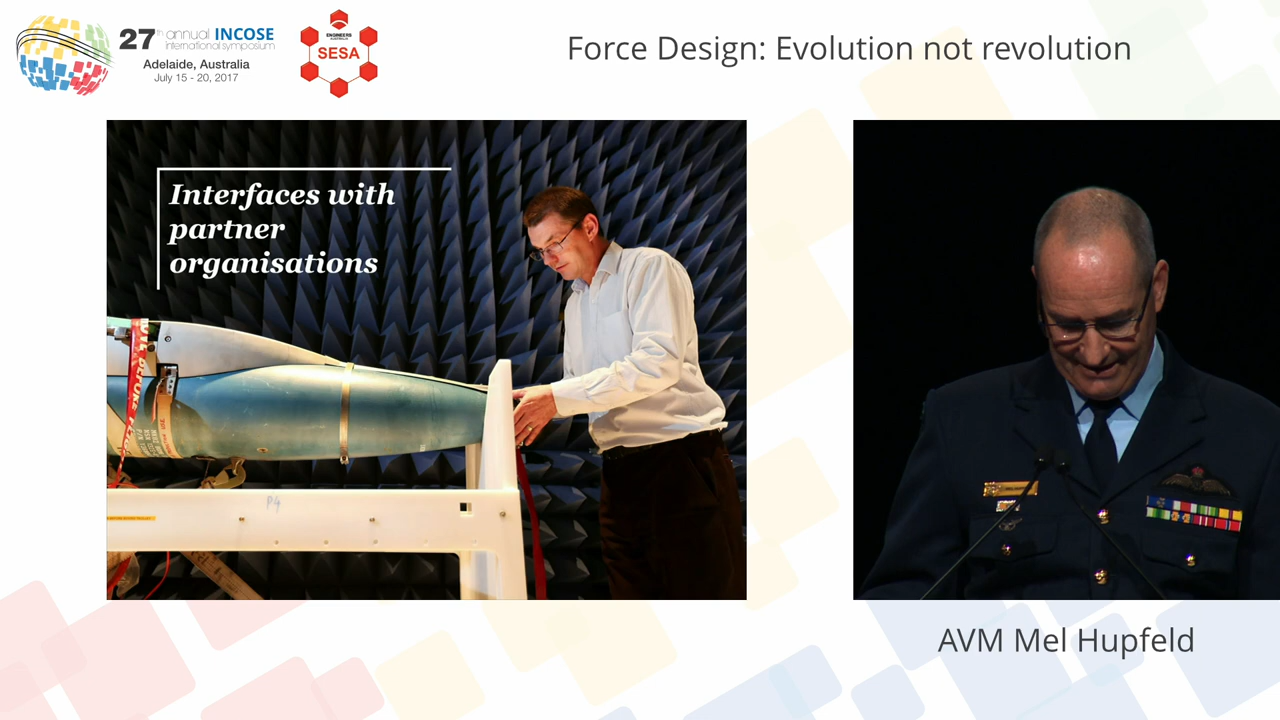 27th annual INCOSE
international symposium
Adelaide, Australia
July 15 - 20, 2017
ENGINEERS
AUSTRALIA
SESA
Force Design: Evolution not revolution
Interfaces with
partner
organisations
P4
AVM Mel Hupfeld